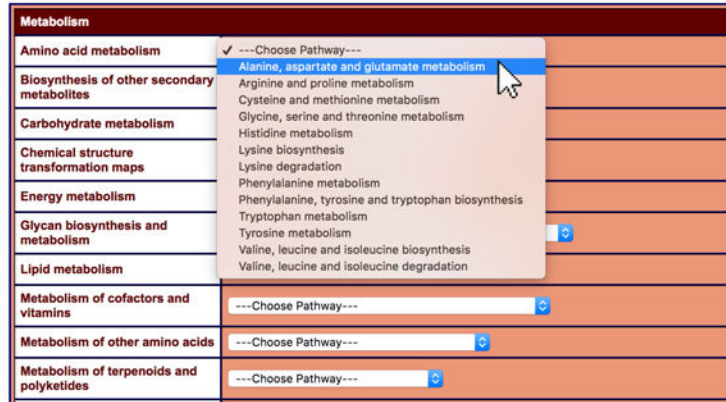 Metabolism
Amino acid metabolism
---Choose Pathway---
Alanine, aspartate and glutamate metabolism
Arginine and proline metabolism
Cysteine and methionine metabolism
Glycine, serine and threonine metabolism
Histidine metabolism
Lysine biosynthesis
Lysine degradation
Phenylalanine metabolism
Phenylalanine, tyrosine and tryptophan biosynthesis
Tryptophan metabolism
Tyrosine metabolism
Valine, leucine and isoleucine biosynthesis
Valine, leucine and isoleucine degradation
Biosynthesis of other secondary
metabolites
Carbohydrate metabolism
Chemical structure
transformation maps
Energy metabolism
Glycan biosynthesis and
metabolism
Lipid metabolism
Metabolism of cofactors and
vitamins
---Choose Pathway---
Metabolism of other amino acids
---Choose Pathway---
Metabolism of terpenoids and
polyketides
---Choose Pathway---